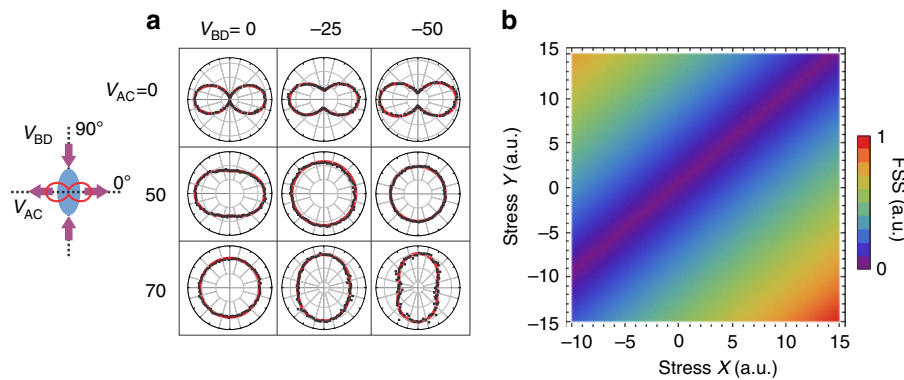 a
V_BD = 0
−25
−50
V_AC = 0
50
70
V_BD
90°
0°
V_AC
b
15
10
5
0
−5
−10
−15
Stress Y (a.u.)
−10
−5
0
5
10
15
Stress X (a.u.)
1
0
FSS (a.u.)